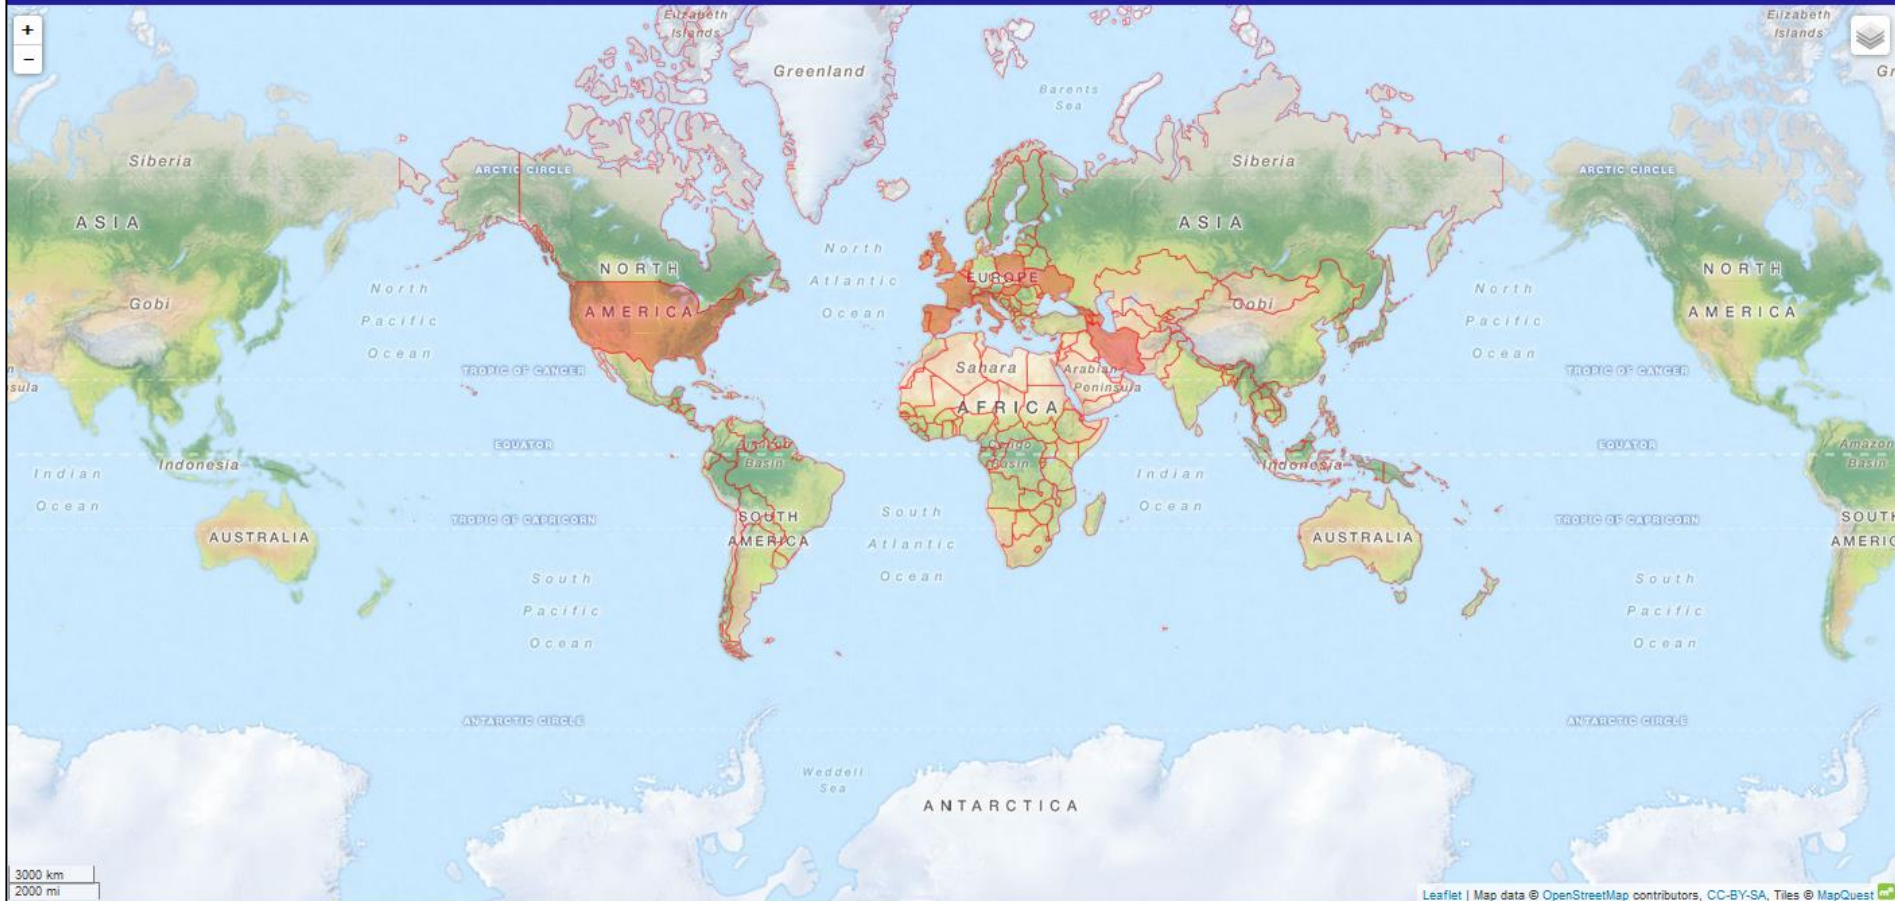 +
−
Elizabeth
Islands
Greenland
Barents
Sea
Elizabeth
Islands
Gr
Siberia
ARCTIC CIRCLE
Siberia
ARCTIC CIRCLE
ASIA
ASIA
North
Atlantic
Ocean
NORTH
AMERICA
EUROPE
NORTH
AMERICA
Gobi
Gobi
North
Pacific
Ocean
North
Pacific
Ocean
TROPIC OF CANCER
Sahara
Arabian
Peninsula
TROPIC OF CANCER
n
sula
AFRICA
EQUATOR
Basin
Congo
Basin
EQUATOR
Amazon
Basin
Indian
Ocean
Indonesia
Indian
Ocean
Indonesia
TROPIC OF CAPRICORN
SOUTH
AMERICA
South
Atlantic
Ocean
TROPIC OF CAPRICORN
SOUTH
AMERIC
AUSTRALIA
AUSTRALIA
South
Pacific
Ocean
South
Pacific
Ocean
ANTARCTIC CIRCLE
ANTARCTIC CIRCLE
Weddell
Sea
ANTARCTICA
3000 km
2000 mi
Leaflet | Map data © OpenStreetMap contributors, CC-BY-SA, Tiles © MapQuest